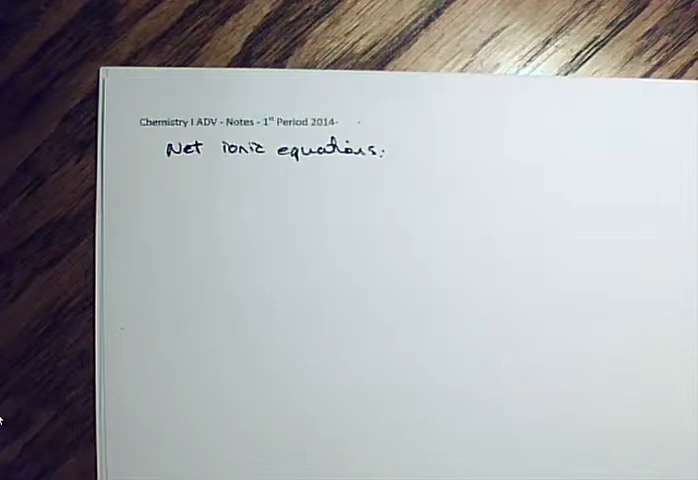 Chemistry I ADV - Notes - 1st Period 2014- -
Net ionic equations: